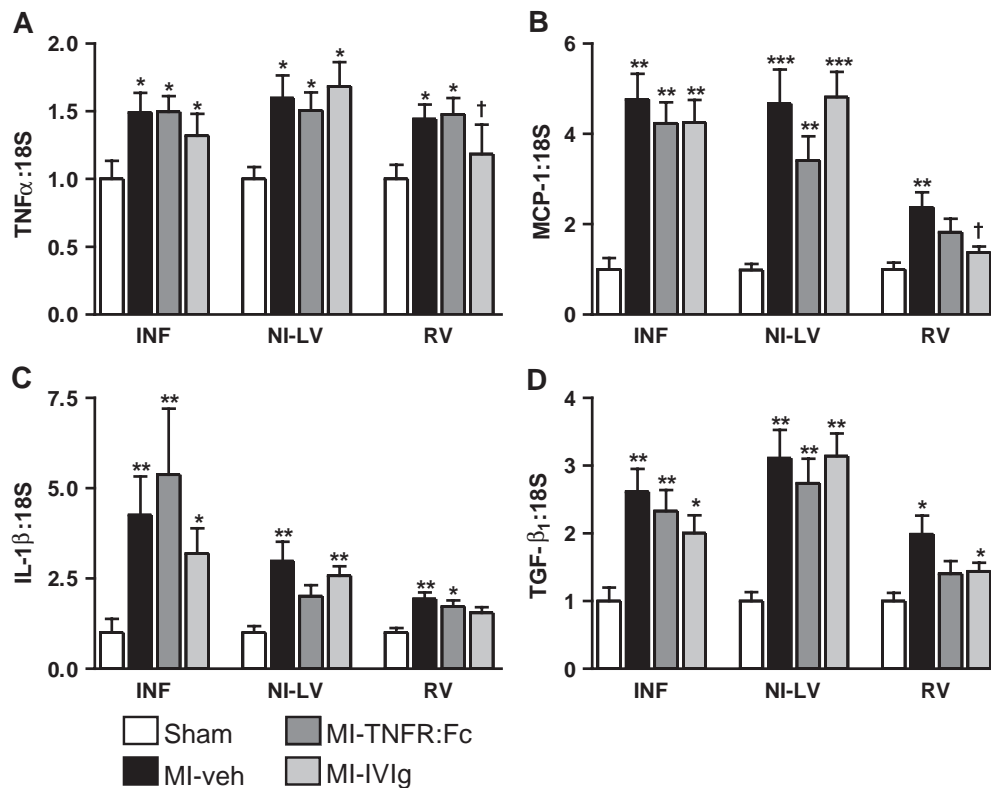 A
B
TNFα:18S
2.0
1.5
1.0
0.5
0.0
* * * * * * * * †
INF NI-LV RV
MCP-1:18S
6
4
2
0
** ** ** *** ** *** ** †
INF NI-LV RV
C
D
IL-1β:18S
7.5
5.0
2.5
0.0
** ** * ** ** ** *
INF NI-LV RV
TGF-β1:18S
4
3
2
1
0
** ** * ** ** ** * *
INF NI-LV RV
Sham MI-TNFR:Fc
MI-veh MI-IVIg